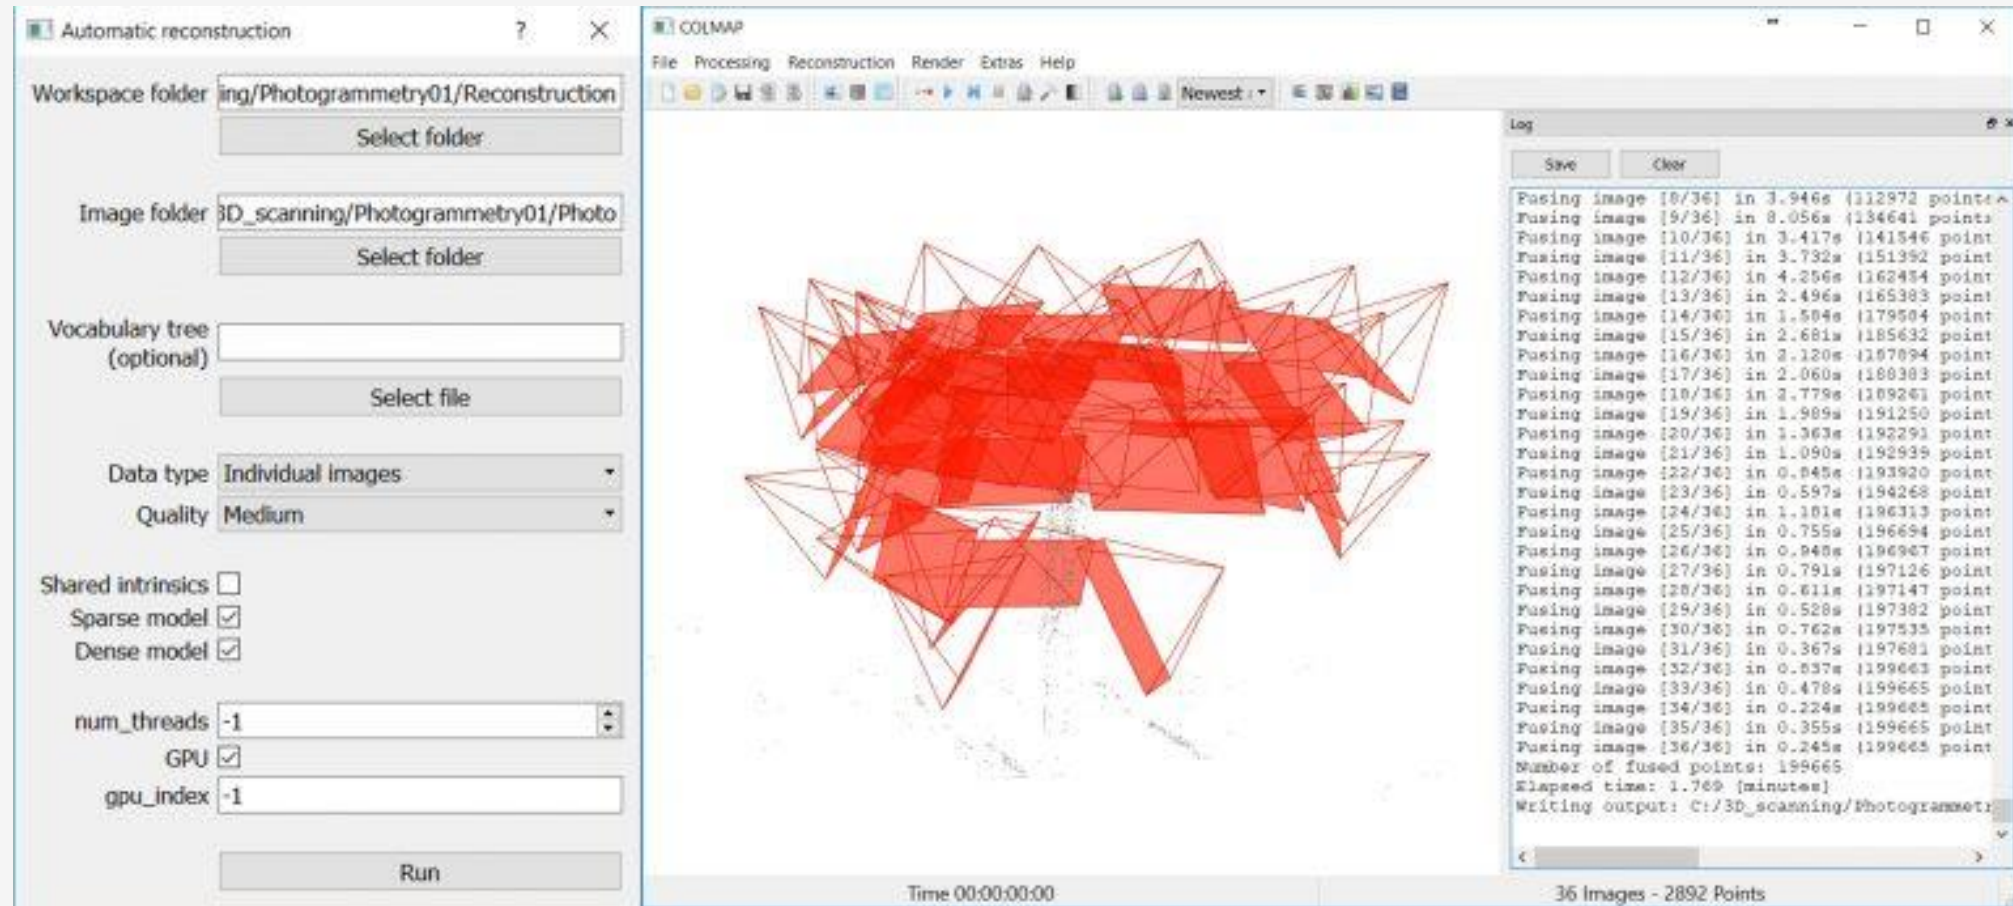 Automatic reconstruction
Workspace folder ing/Photogrammetry01/Reconstruction
Select folder
Image folder 3D_scanning/Photogrammetry01/Photo
Select folder
Vocabulary tree
(optional)
Select file
Data type Individual images
Quality Medium
Shared intrinsics
Sparse model
Dense model
num_threads -1
GPU
gpu_index -1
Run
COLMAP
File Processing Reconstruction Render Extras Help
Newest
Log
Save Clear
Fusing image [8/36] in 3.946s (112972 points
Fusing image [9/36] in 8.056s (134641 points
Fusing image [10/36] in 3.417s (141546 point
Fusing image [11/36] in 3.732s (151392 point
Fusing image [12/36] in 4.256s (162454 point
Fusing image [13/36] in 2.496s (165383 point
Fusing image [14/36] in 1.584s (179584 point
Fusing image [15/36] in 2.681s (185632 point
Fusing image [16/36] in 2.120s (187894 point
Fusing image [17/36] in 2.060s (188383 point
Fusing image [18/36] in 2.779s (189261 point
Fusing image [19/36] in 1.989s (191250 point
Fusing image [20/36] in 1.363s (192291 point
Fusing image [21/36] in 1.090s (192939 point
Fusing image [22/36] in 0.845s (193920 point
Fusing image [23/36] in 0.597s (194268 point
Fusing image [24/36] in 1.181s (196313 point
Fusing image [25/36] in 0.755s (196694 point
Fusing image [26/36] in 0.948s (196967 point
Fusing image [27/36] in 0.791s (197126 point
Fusing image [28/36] in 0.611s (197147 point
Fusing image [29/36] in 0.528s (197382 point
Fusing image [30/36] in 0.762s (197535 point
Fusing image [31/36] in 0.367s (197681 point
Fusing image [32/36] in 0.837s (199663 point
Fusing image [33/36] in 0.478s (199665 point
Fusing image [34/36] in 0.224s (199665 point
Fusing image [35/36] in 0.355s (199665 point
Fusing image [36/36] in 0.245s (199665 point
Number of fused points: 199665
Elapsed time: 1.769 [minutes]
Writing output: C:/3D_scanning/Photogrammetr
Time 00:00:00:00
36 Images - 2892 Points